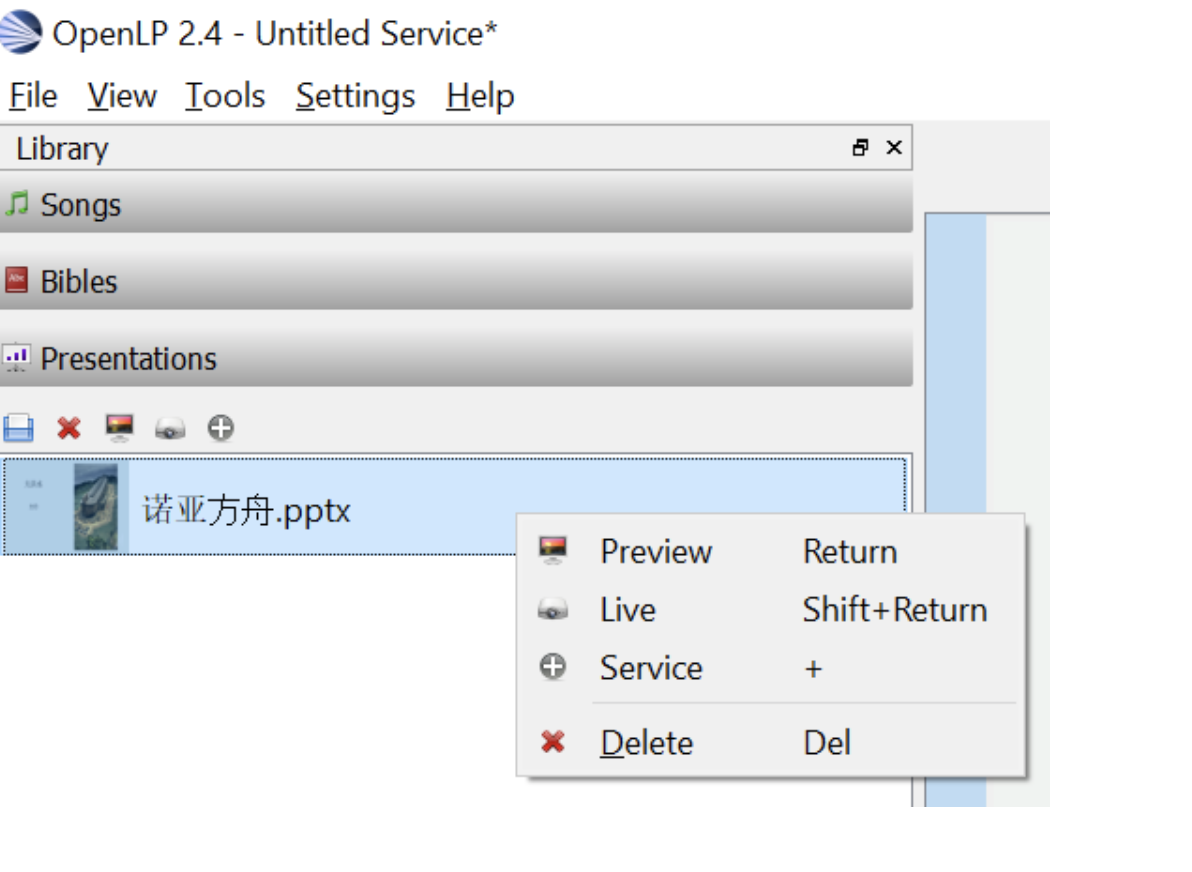 OpenLP 2.4 - Untitled Service*
File View Tools Settings Help
Library
Songs
Bibles
Presentations
诺亚方舟.pptx
Preview Return
Live Shift+Return
Service +
Delete Del